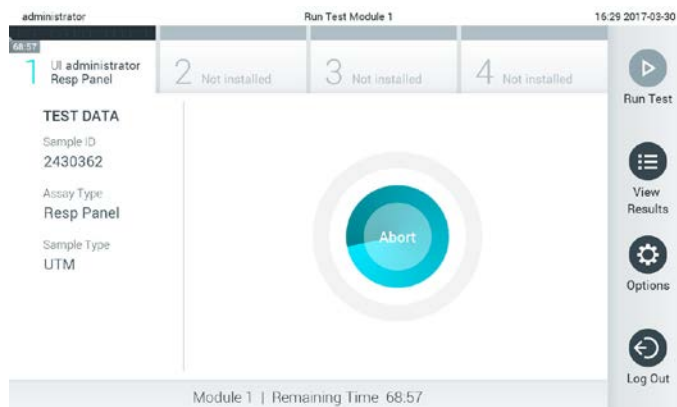 administrator
Run Test Module 1
16:29 2017-03-30
68:57
1
UI administrator
Resp Panel
2 Not installed
3 Not installed
4 Not installed
Run Test
TEST DATA
Sample ID
2430362
Assay Type
Resp Panel
Sample Type
UTM
Abort
View
Results
Options
Log Out
Module 1 | Remaining Time 68:57